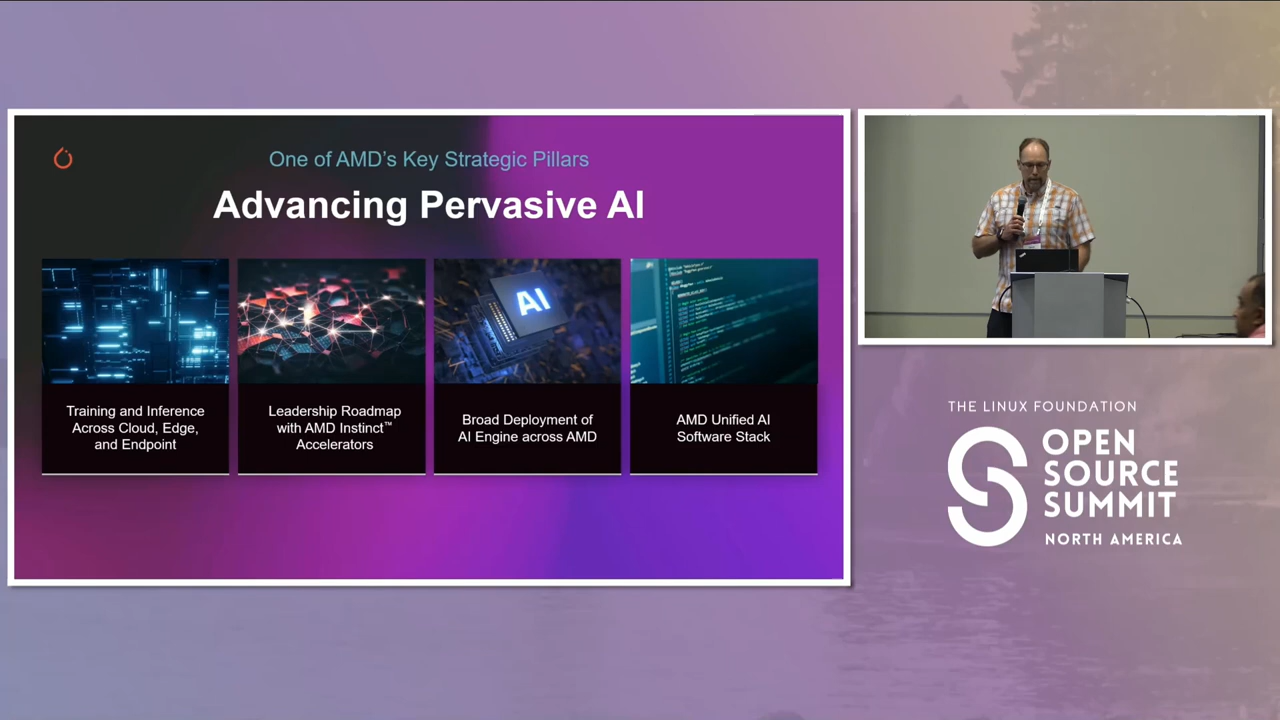 One of AMD's Key Strategic Pillars
Advancing Pervasive AI
AI
Training and Inference
Across Cloud, Edge,
and Endpoint
Leadership Roadmap
with AMD Instinct™
Accelerators
Broad Deployment of
AI Engine across AMD
AMD Unified AI
Software Stack
THE LINUX FOUNDATION
OPEN
SOURCE
SUMMIT
NORTH AMERICA